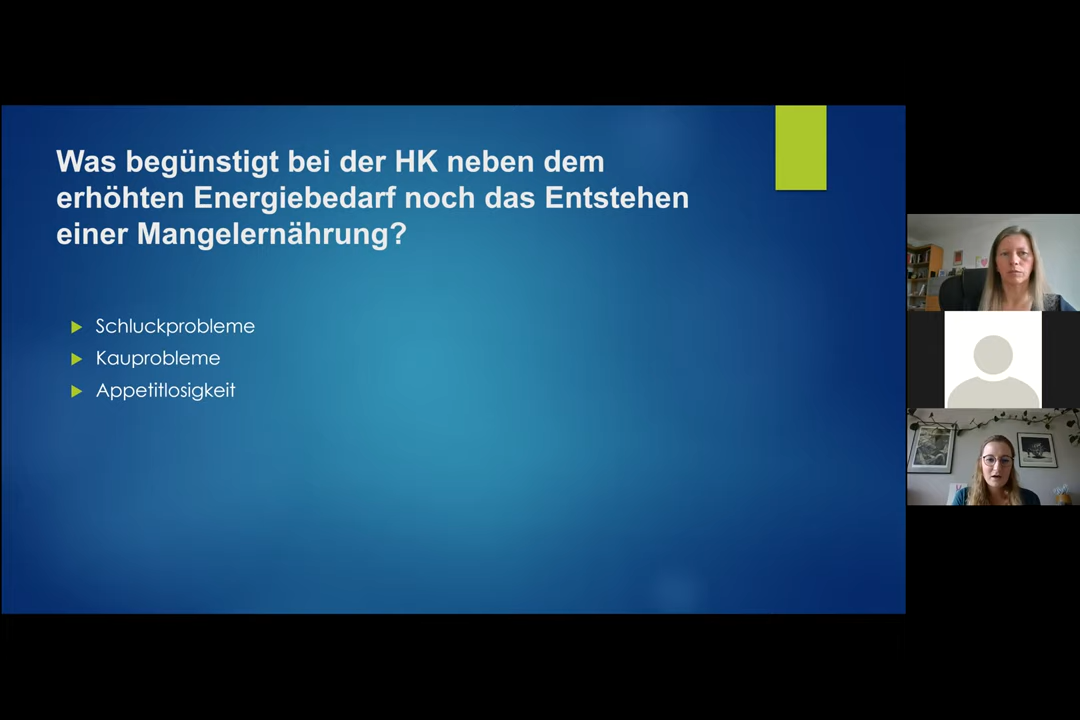 Was begünstigt bei der HK neben dem
erhöhten Energiebedarf noch das Entstehen
einer Mangelernährung?
Schluckprobleme
Kauprobleme
Appetitlosigkeit